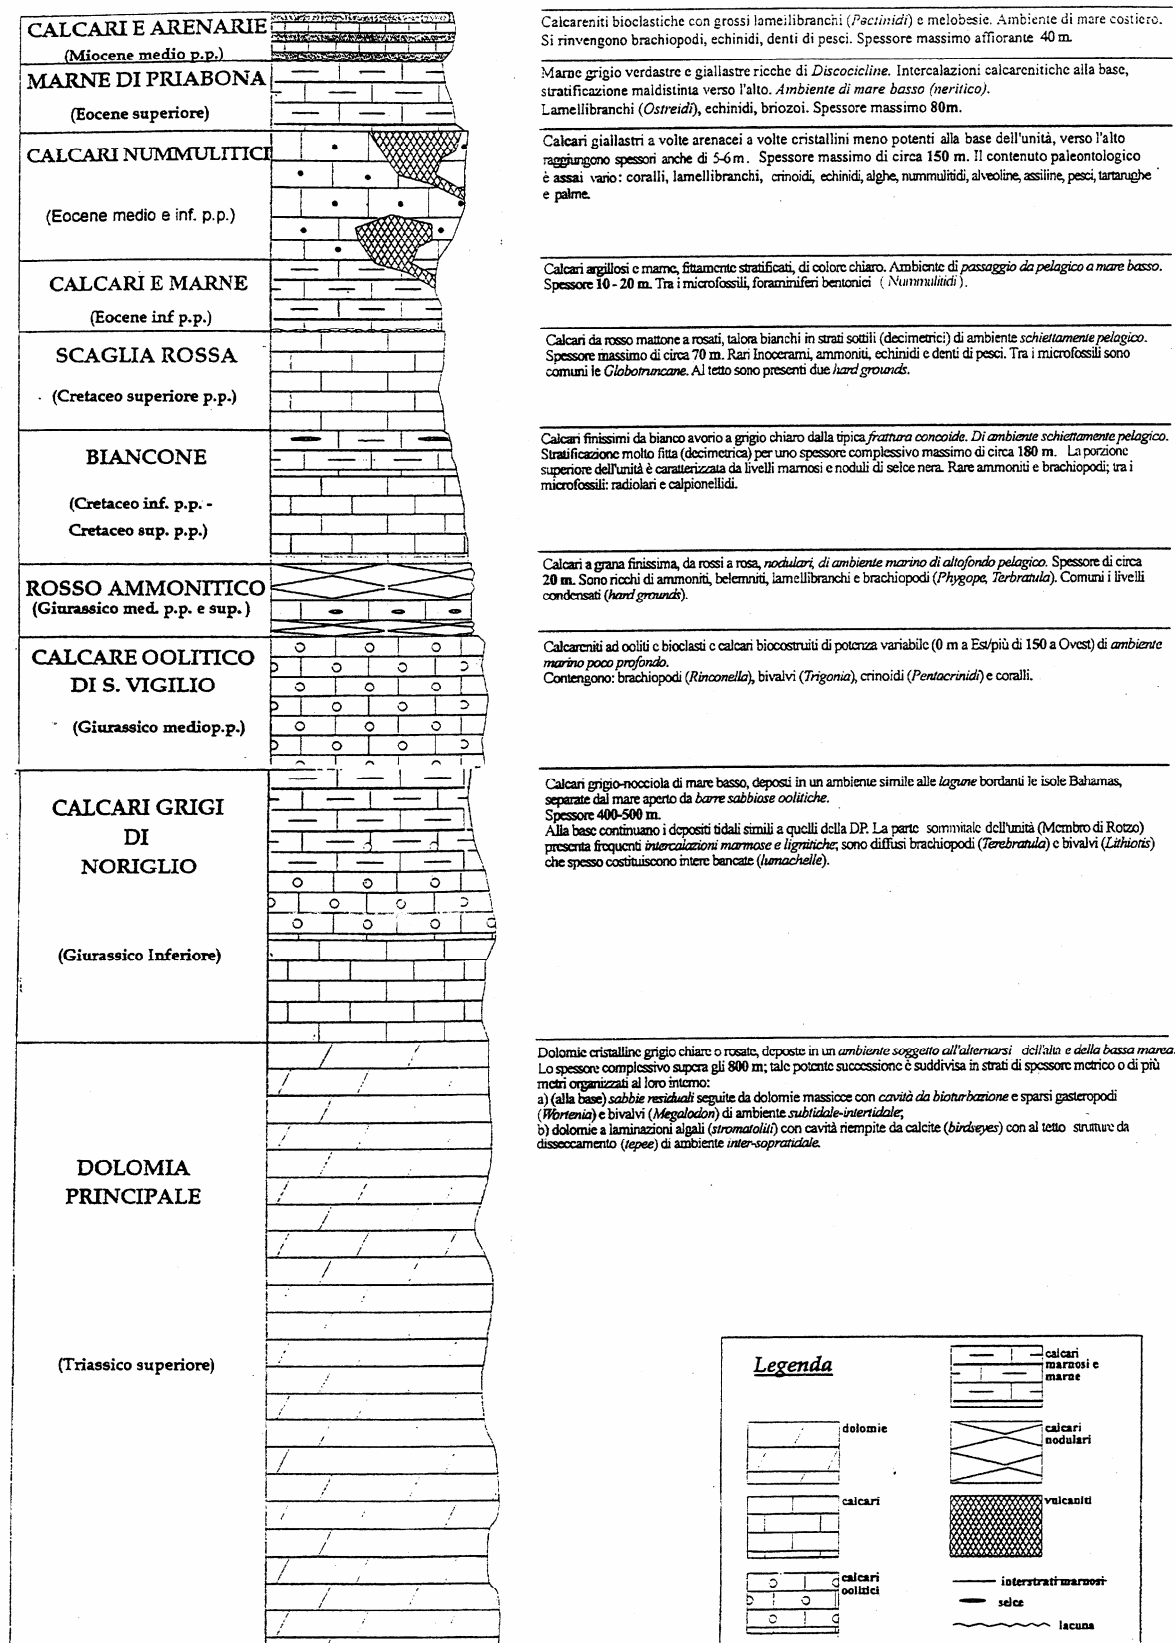 CALCARI E ARENARIE
(Miocene medio p.p.)
Calcareniti bioclastiche con grossi lameilibranchi (Pectinidi) e melobesie. Ambiente di mare costiero.
Si rinvengono brachiopodi, echinidi, denti di pesci. Spessore massimo affiorante 40 m.
MARNE DI PRIABONA
(Eocene superiore)
Marne grigio verdastre e giallastre ricche di Discocicline. Intercalazioni calcarenitiche alla base,
stratificazione maldistinta verso l'alto. Ambiente di mare basso (neritico).
Lamellibranchi (Ostreidi), echinidi, briozoi. Spessore massimo 80m.
CALCARI NUMMULITICI
(Eocene medio e inf. p.p.)
Calcari giallastri a volte arenacei a volte cristallini meno potenti alla base dell'unità, verso l'alto
raggiungono spessori anche di 5-6 m. Spessore massimo di circa 150 m. Il contenuto paleontologico
è assai vario: coralli, lamellibranchi, crinoidi, echinidi, alghe, nummulitidi, alveoline, assiline, pesci, tartarughe
e palme.
CALCARI E MARNE
(Eocene inf p.p.)
Calcari argillosi e marne, fittamente stratificati, di colore chiaro. Ambiente di passaggio da pelagico a mare basso.
Spessore 10 - 20 m. Tra i microfossili, foraminiferi bentonici ( Nummulitidi ).
SCAGLIA ROSSA
(Cretaceo superiore p.p.)
Calcari da rosso mattone a rosati, talora bianchi in strati sottili (decimetrici) di ambiente schiettamente pelagico.
Spessore massimo di circa 70 m. Rari Inocerami, ammoniti, echinidi e denti di pesci. Tra i microfossili sono
comuni le Globotruncane. Al tetto sono presenti due hard grounds.
BIANCONE
(Cretaceo inf. p.p. -
Cretaceo sup. p.p.)
Calcari finissimi da bianco avorio a grigio chiaro dalla tipica frattura concoide. Di ambiente schiettamente pelagico.
Stratificazione molto fitta (decimetrica) per uno spessore complessivo massimo di circa 180 m. La porzione
superiore dell'unità è caratterizzata da livelli marnosi e noduli di selce nera. Rare ammoniti e brachiopodi; tra i
microfossili: radiolari e calpionellidi.
ROSSO AMMONITICO
(Giurassico med. p.p. e sup. )
Calcari a grana finissima, da rossi a rosa, nodulari, di ambiente marino di altofondo pelagico. Spessore di circa
20 m. Sono ricchi di ammoniti, belemniti, lamellibranchi e brachiopodi (Phygope, Terbratula). Comuni i livelli
condensati (hard grounds).
CALCARE OOLITICO
DI S. VIGILIO
(Giurassico mediop.p.)
Calcareniti ad ooliti e bioclasti e calcari biocostruiti di potenza variabile (0 m a Est/più di 150 a Ovest) di ambiente
marino poco profondo.
Contengono: brachiopodi (Rinconella), bivalvi (Trigonia), crinoidi (Pentacrinidi) e coralli.
CALCARI GRIGI
DI
NORIGLIO
(Giurassico Inferiore)
Calcari grigio-nocciola di mare basso, deposti in un ambiente simile alle lagune bordanti le isole Bahamas,
separate dal mare aperto da barre sabbiose oolitiche.
Spessore 400-500 m.
Alla base continuano i depositi tidali simili a quelli della DP. La parte sommitale dell'unità (Membro di Rotzo)
presenta frequenti intercalazioni marmose e lignitiche; sono diffusi brachiopodi (Terebratula) e bivalvi (Lithiotis)
che spesso costituiscono intere bancate (lumachelle).
DOLOMIA
PRINCIPALE
(Triassico superiore)
Dolomie cristalline grigio chiare o rosate, deposte in un ambiente soggetto all'alternarsi dell'alta e della bassa marea.
Lo spessore complessivo supera gli 800 m; tale potente successione è suddivisa in strati di spessore metrico o di più
metri organizzati al loro interno:
a) (alla base) sabbie residuali seguite da dolomie massicce con cavità da bioturbazione e sparsi gasteropodi
(Wortenia) e bivalvi (Megalodon) di ambiente subtidale-intertidale;
b) dolomie a laminazioni algali (stromatoliti) con cavità riempite da calcite (birdseyes) con al tetto strutture da
disseccamento (tepee) di ambiente inter-sopratidale.
Legenda
calcari
marnosi e
marne
dolomie
calcari
nodulari
calcari
vulcaniti
calcari
oolitici
interstrati marnosi
selce
lacuna